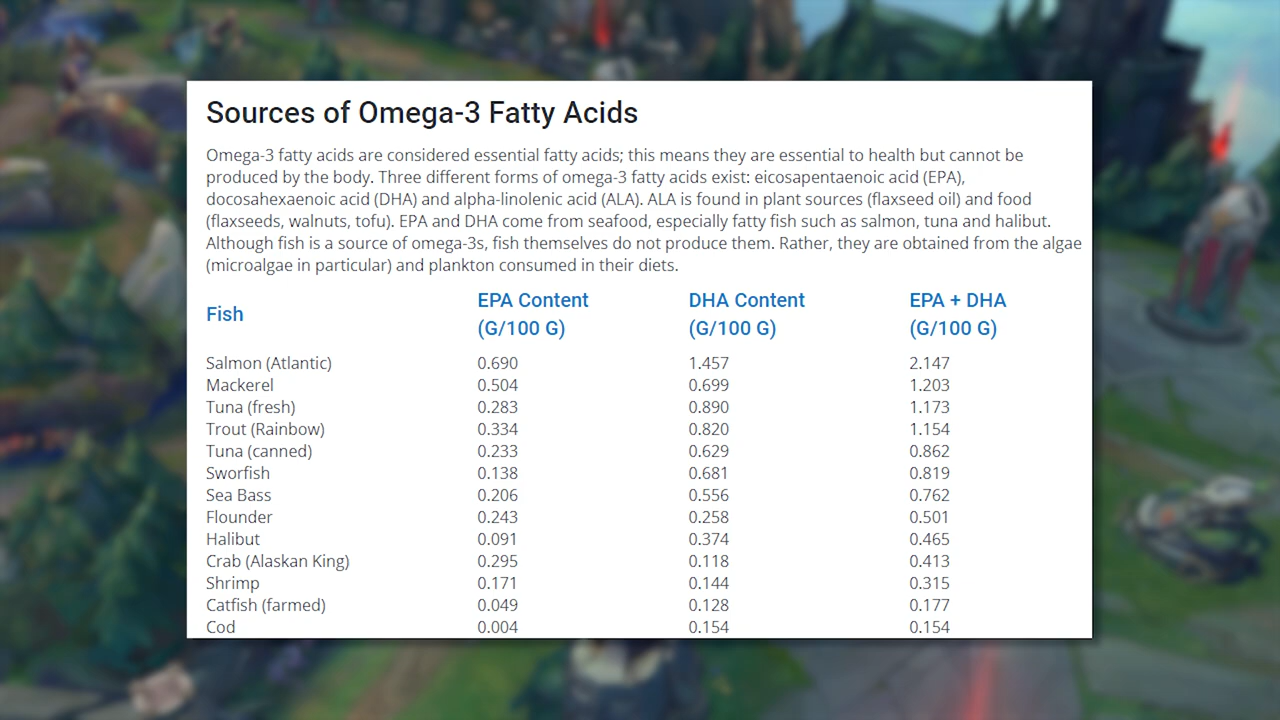 Sources of Omega-3 Fatty Acids
Omega-3 fatty acids are considered essential fatty acids; this means they are essential to health but cannot be
produced by the body. Three different forms of omega-3 fatty acids exist: eicosapentaenoic acid (EPA),
docosahexaenoic acid (DHA) and alpha-linolenic acid (ALA). ALA is found in plant sources (flaxseed oil) and food
(flaxseeds, walnuts, tofu). EPA and DHA come from seafood, especially fatty fish such as salmon, tuna and halibut.
Although fish is a source of omega-3s, fish themselves do not produce them. Rather, they are obtained from the algae
(microalgae in particular) and plankton consumed in their diets.
Fish EPA Content (G/100 G) DHA Content (G/100 G) EPA + DHA (G/100 G)
Salmon (Atlantic) 0.690 1.457 2.147
Mackerel 0.504 0.699 1.203
Tuna (fresh) 0.283 0.890 1.173
Trout (Rainbow) 0.334 0.820 1.154
Tuna (canned) 0.233 0.629 0.862
Sworfish 0.138 0.681 0.819
Sea Bass 0.206 0.556 0.762
Flounder 0.243 0.258 0.501
Halibut 0.091 0.374 0.465
Crab (Alaskan King) 0.295 0.118 0.413
Shrimp 0.171 0.144 0.315
Catfish (farmed) 0.049 0.128 0.177
Cod 0.004 0.154 0.154